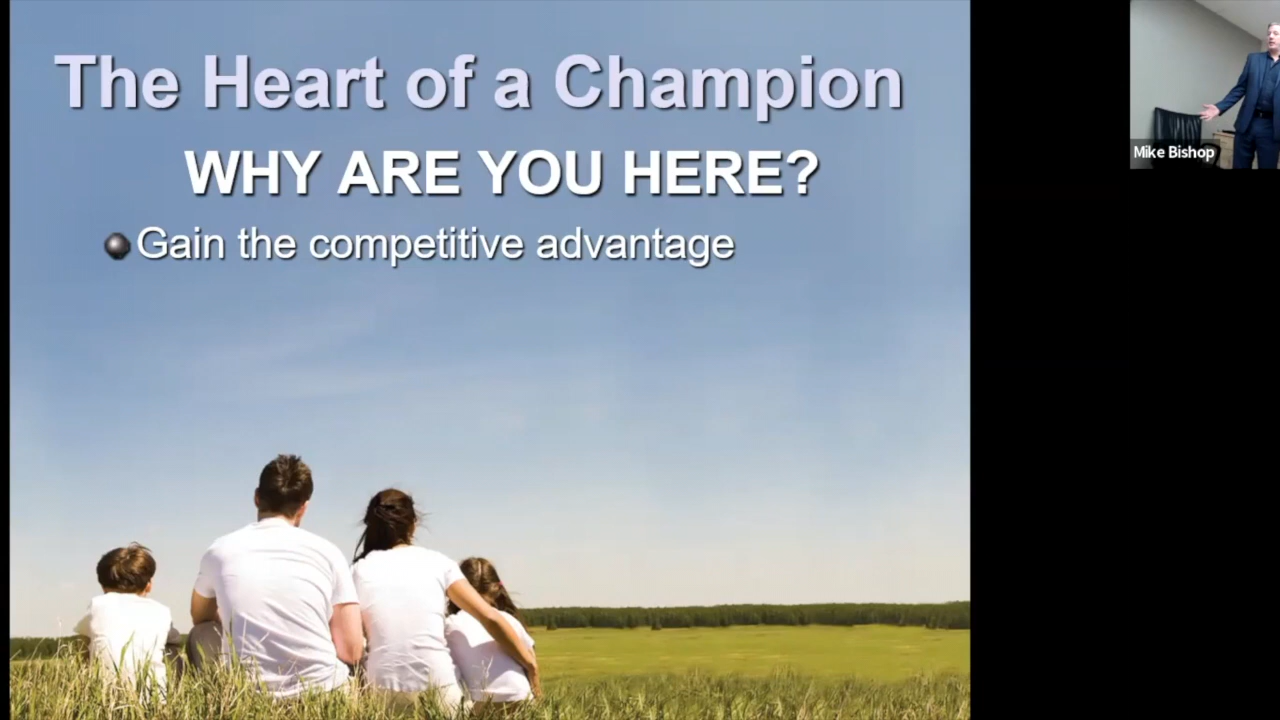 The Heart of a Champion
WHY ARE YOU HERE?
Gain the competitive advantage
Mike Bishop